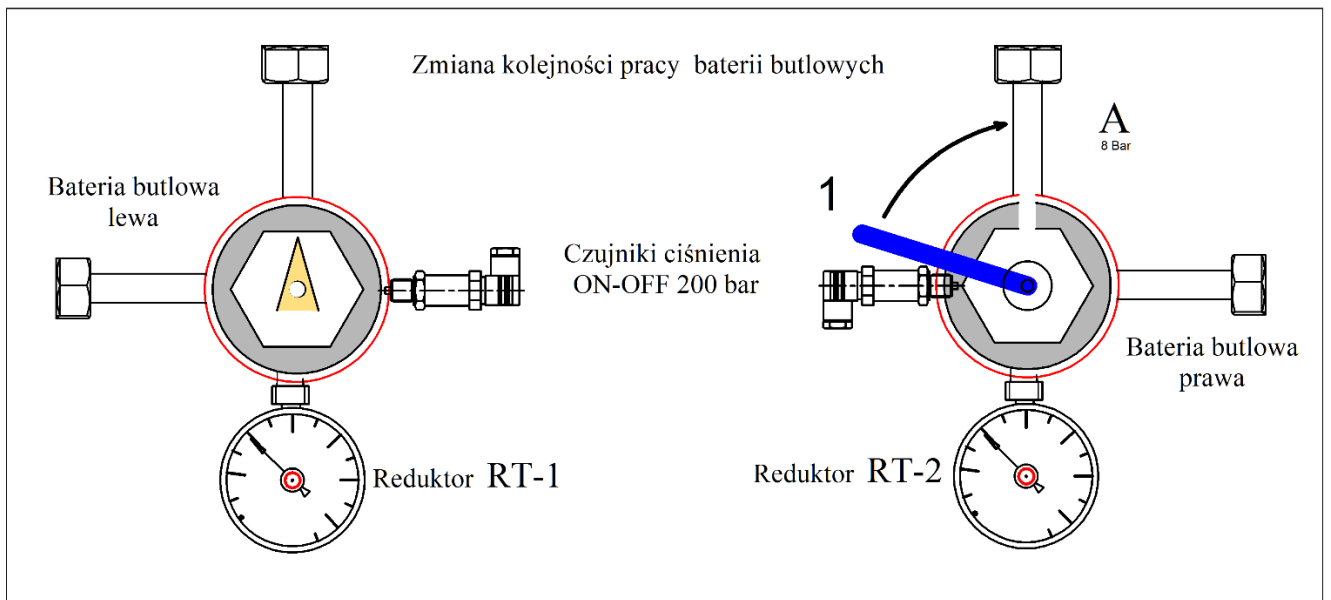 Zmiana kolejności pracy baterii butlowych
A
8 Bar
Bateria butlowa
lewa
1
Czujniki ciśnienia
ON-OFF 200 bar
Bateria butlowa
prawa
Reduktor RT-1
Reduktor RT-2